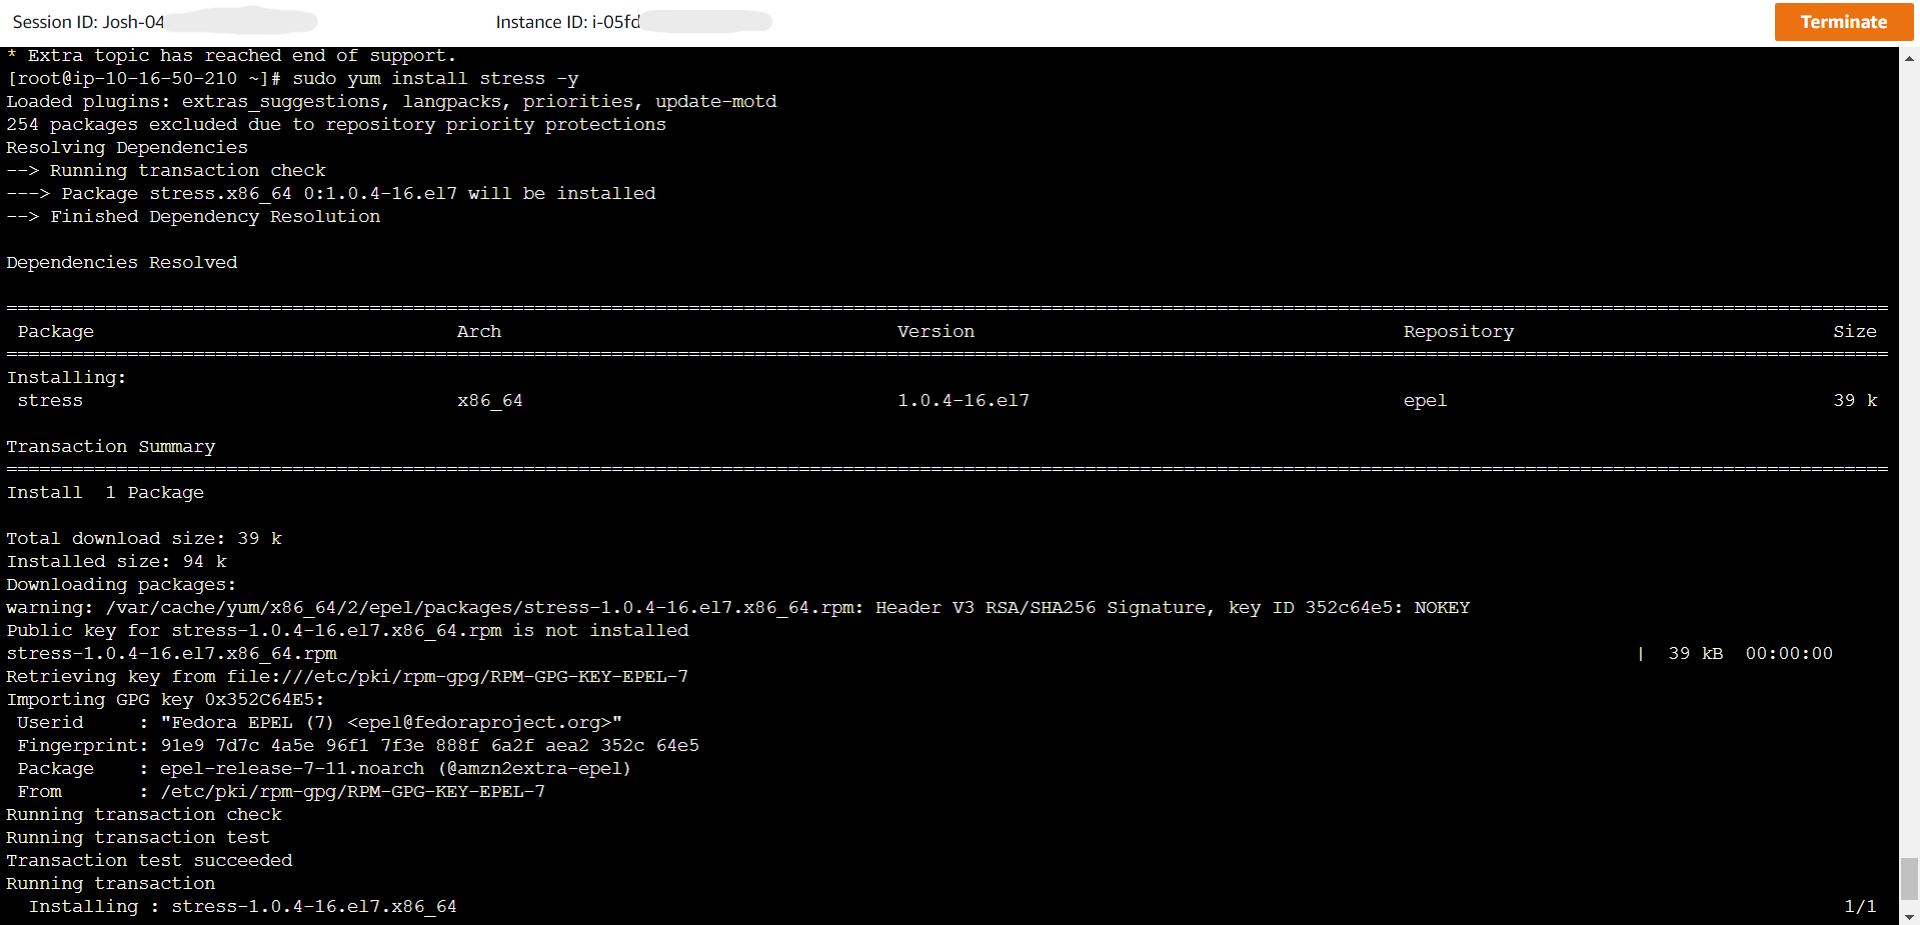 Session ID: Josh-04 Instance ID: i-05fd Terminate
* Extra topic has reached end of support.
[root@ip-10-16-50-210 ~]# sudo yum install stress -y
Loaded plugins: extras_suggestions, langpacks, priorities, update-motd
254 packages excluded due to repository priority protections
Resolving Dependencies
--> Running transaction check
---> Package stress.x86_64 0:1.0.4-16.el7 will be installed
--> Finished Dependency Resolution
Dependencies Resolved
Package Arch Version Repository Size
Installing:
stress x86_64 1.0.4-16.el7 epel 39 k
Transaction Summary
Install 1 Package
Total download size: 39 k
Installed size: 94 k
Downloading packages:
warning: /var/cache/yum/x86_64/2/epel/packages/stress-1.0.4-16.el7.x86_64.rpm: Header V3 RSA/SHA256 Signature, key ID 352c64e5: NOKEY
Public key for stress-1.0.4-16.el7.x86_64.rpm is not installed
stress-1.0.4-16.el7.x86_64.rpm | 39 kB 00:00:00
Retrieving key from file:///etc/pki/rpm-gpg/RPM-GPG-KEY-EPEL-7
Importing GPG key 0x352C64E5:
Userid : "Fedora EPEL (7) <epel@fedoraproject.org>"
Fingerprint: 91e9 7d7c 4a5e 96f1 7f3e 888f 6a2f aea2 352c 64e5
Package : epel-release-7-11.noarch (@amzn2extra-epel)
From : /etc/pki/rpm-gpg/RPM-GPG-KEY-EPEL-7
Running transaction check
Running transaction test
Transaction test succeeded
Running transaction
Installing : stress-1.0.4-16.el7.x86_64 1/1